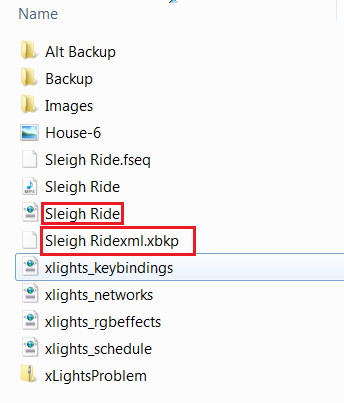 Name
Alt Backup
Backup
Images
House-6
Sleigh Ride.fseq
Sleigh Ride
Sleigh Ride
Sleigh Ridexml.xbkp
xlights_keybindings
xlights_networks
xlights_rgbeffects
xlights_schedule
xLightsProblem